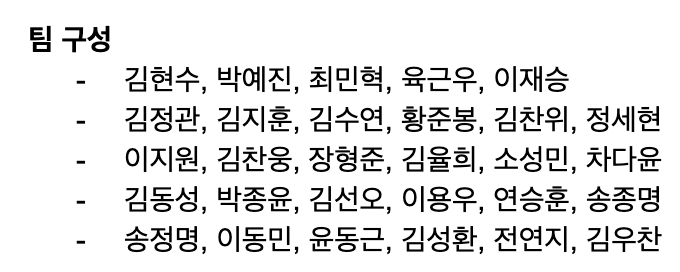 팀 구성
- 김현수, 박예진, 최민혁, 육근우, 이재승
- 김정관, 김지훈, 김수연, 황준봉, 김찬위, 정세현
- 이지원, 김찬웅, 장형준, 김율희, 소성민, 차다윤
- 김동성, 박종윤, 김선오, 이용우, 연승훈, 송종명
- 송정명, 이동민, 윤동근, 김성환, 전연지, 김우찬